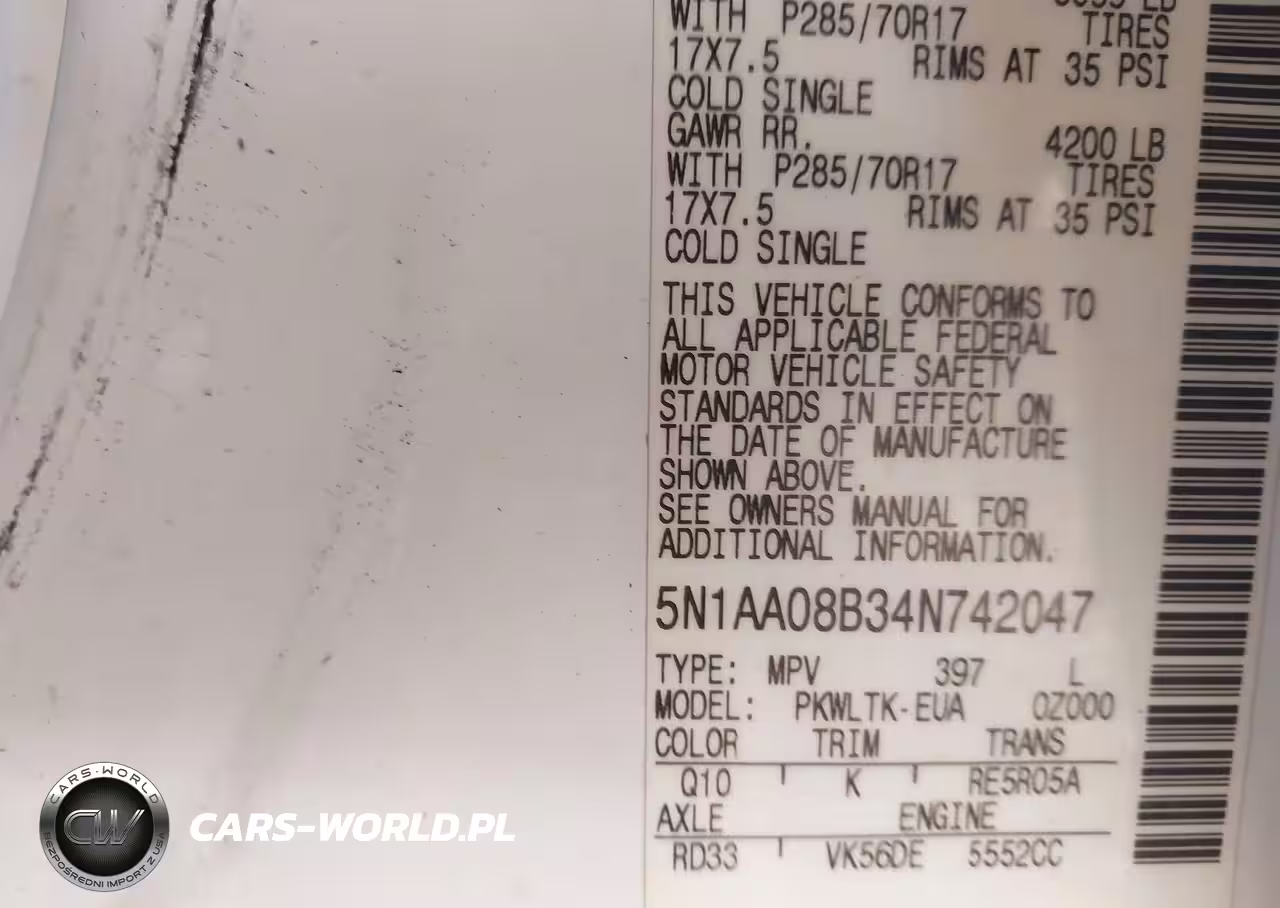 WITH P285/70R17 TIRES
17X7.5 RIMS AT 35 PSI
COLD SINGLE
GAWR RR. 4200 LB
WITH P285/70R17 TIRES
17X7.5 RIMS AT 35 PSI
COLD SINGLE
THIS VEHICLE CONFORMS TO
ALL APPLICABLE FEDERAL
MOTOR VEHICLE SAFETY
STANDARDS IN EFFECT ON
THE DATE OF MANUFACTURE
SHOWN ABOVE.
SEE OWNERS MANUAL FOR
ADDITIONAL INFORMATION.
5N1AA08B34N742047
TYPE: MPV 397 L
MODEL: PKWLTK-EUA 0Z000
COLOR TRIM TRANS
Q10 K RE5R05A
AXLE ENGINE
RD33 VK56DE 5552CC
CARS-WORLD
CW
BEZPOŚREDNI IMPORT Z USA
CARS-WORLD.PL